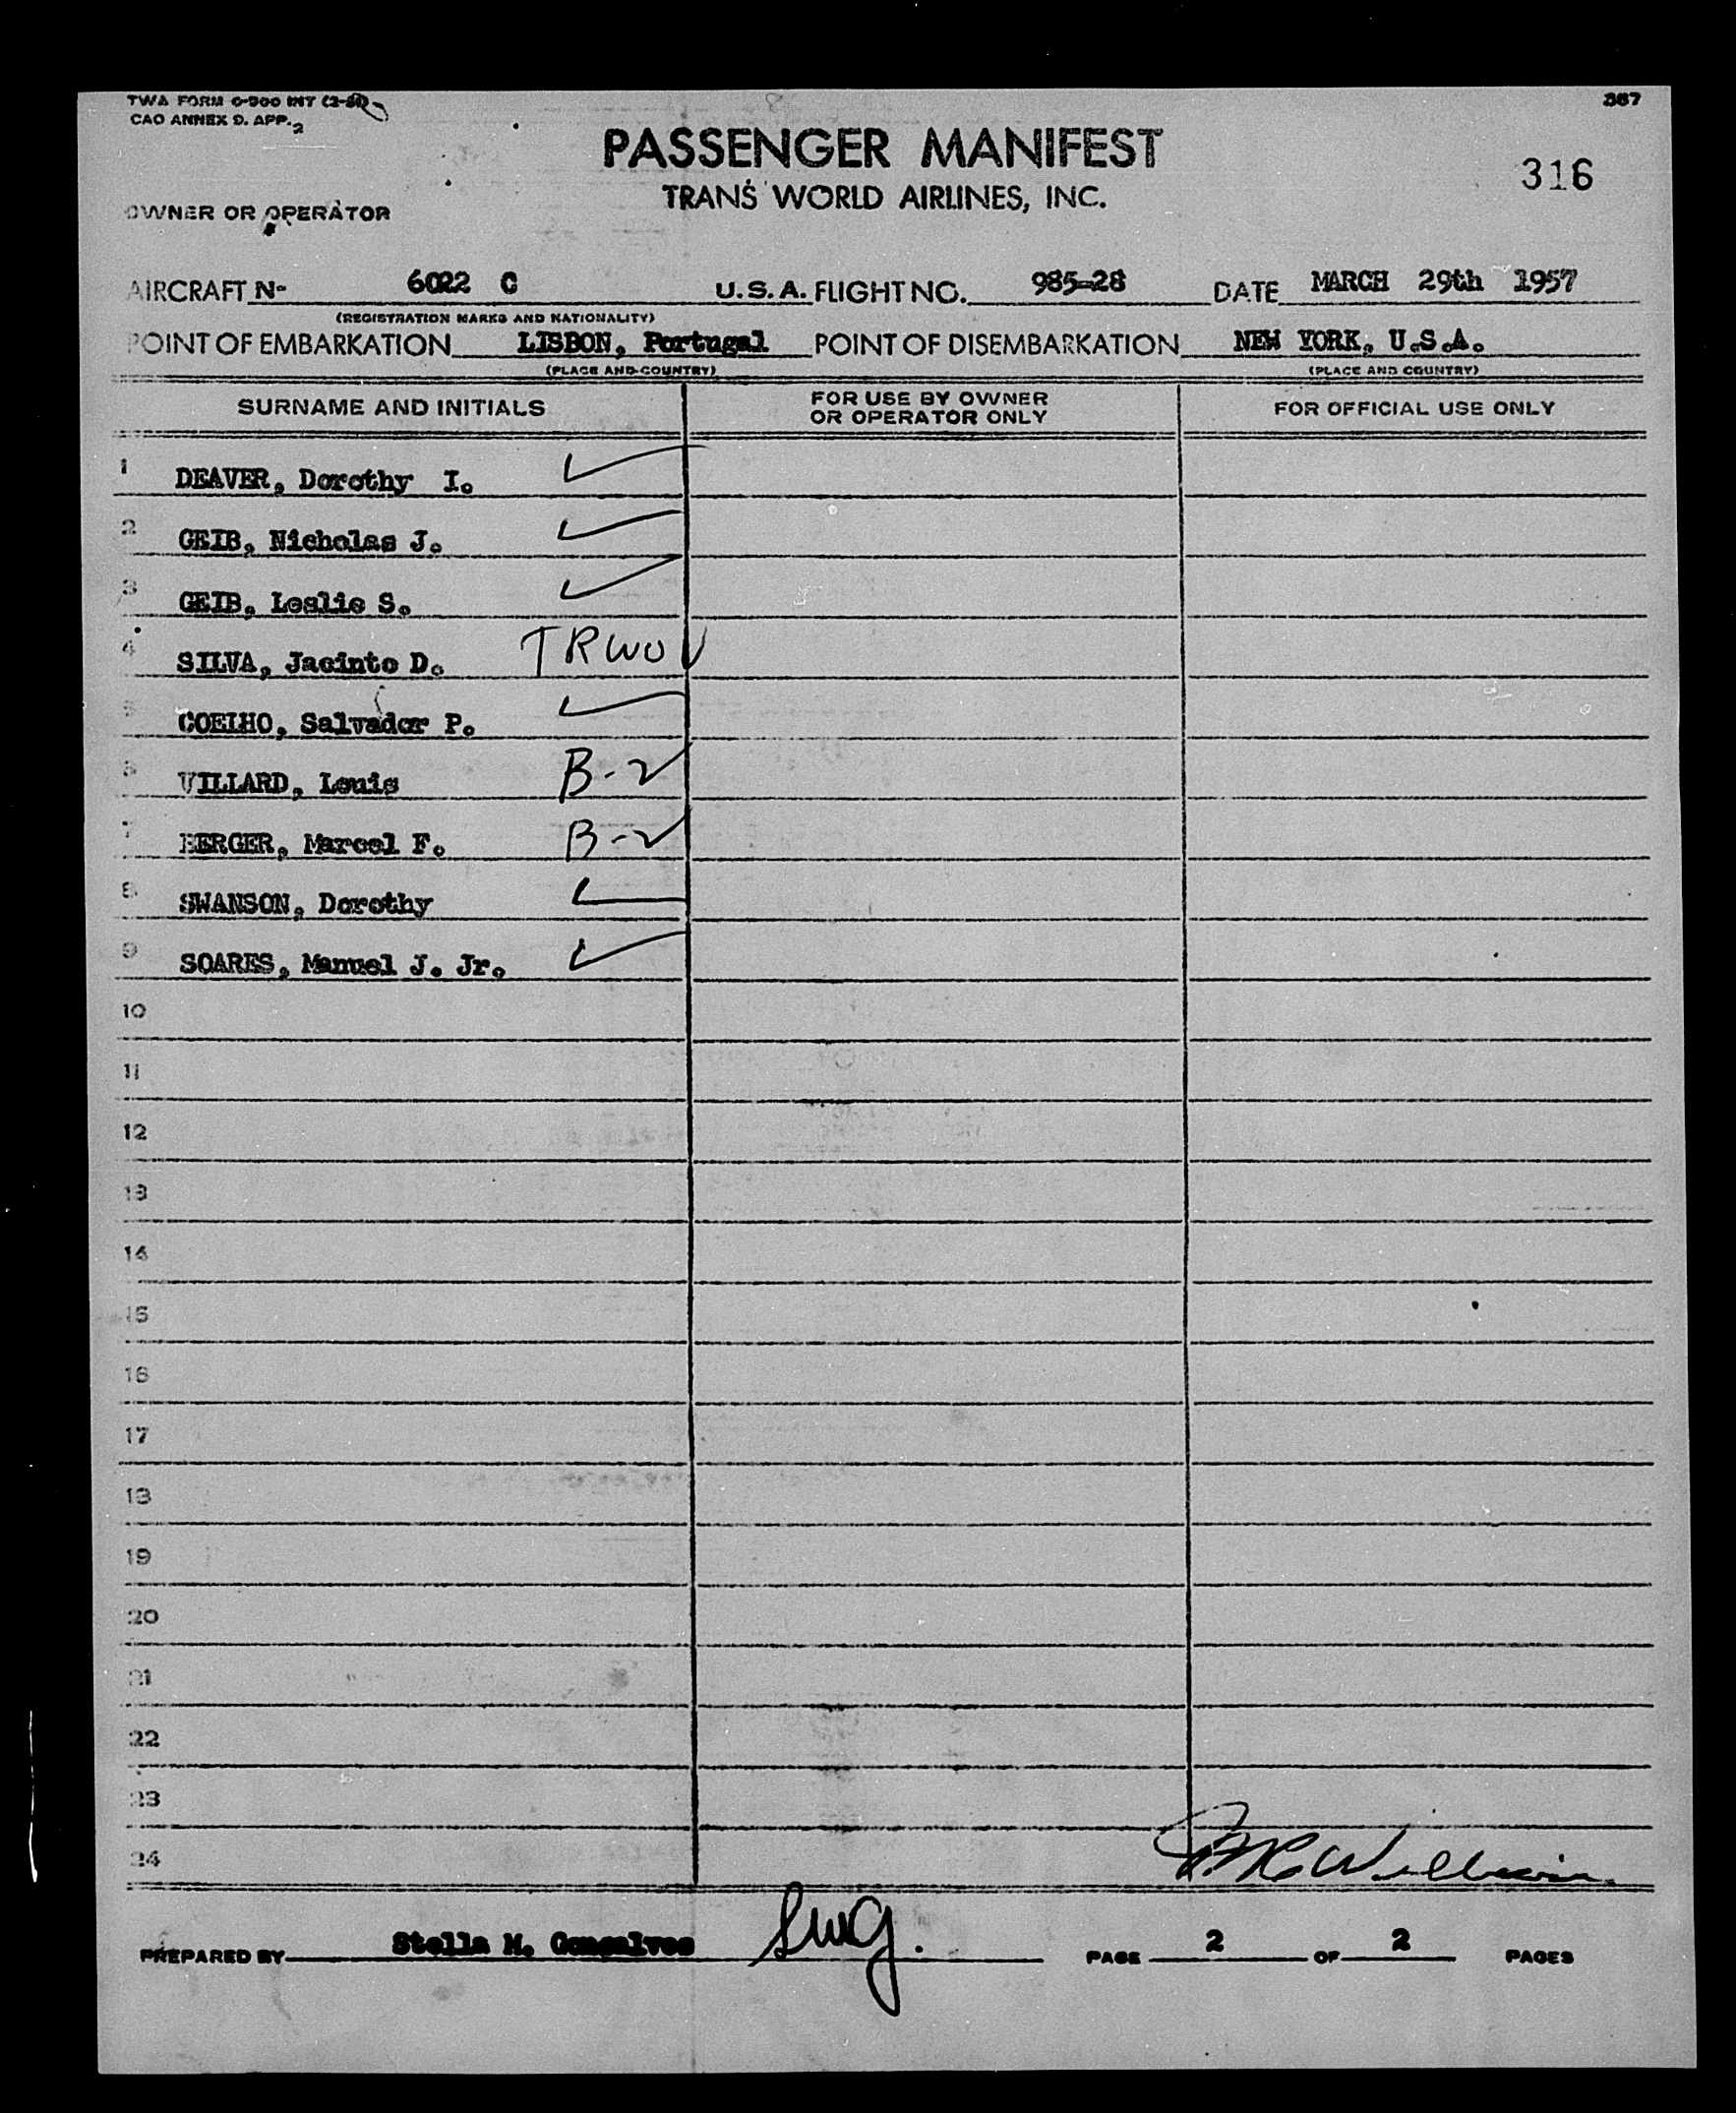 TWA FORM O-900 INT
CAO ANNEX 9. APP. 2
367
PASSENGER MANIFEST
316
TRANS WORLD AIRLINES, INC.
OWNER OR OPERATOR
AIRCRAFT N- 6022 C U.S.A. FLIGHT NO. 985-28 DATE MARCH 29th 1957
(REGISTRATION MARKS AND NATIONALITY)
POINT OF EMBARKATION LISBON, Portugal POINT OF DISEMBARKATION NEW YORK, U.S.A.
(PLACE AND COUNTRY) (PLACE AND COUNTRY)
SURNAME AND INITIALS FOR USE BY OWNER OR OPERATOR ONLY FOR OFFICIAL USE ONLY
1 DEAVER, Dorothy I. ✓
2 GEIB, Nicholas J. ✓
3 GEIB, Leslie S. ✓
4 SILVA, Jacinto D. TRWOV
5 COELHO, Salvador P. ✓
6 VILLARD, Louis B-2
7 BERGER, Marcel F. B-2
8 SWANSON, Dorothy ✓
9 SOARES, Manuel J. Jr. ✓
10
11
12
13
14
15
16
17
18
19
20
21
22
23
24
PREPARED BY Stella M. Gonsalves SMG. PAGE 2 OF 2 PAGES